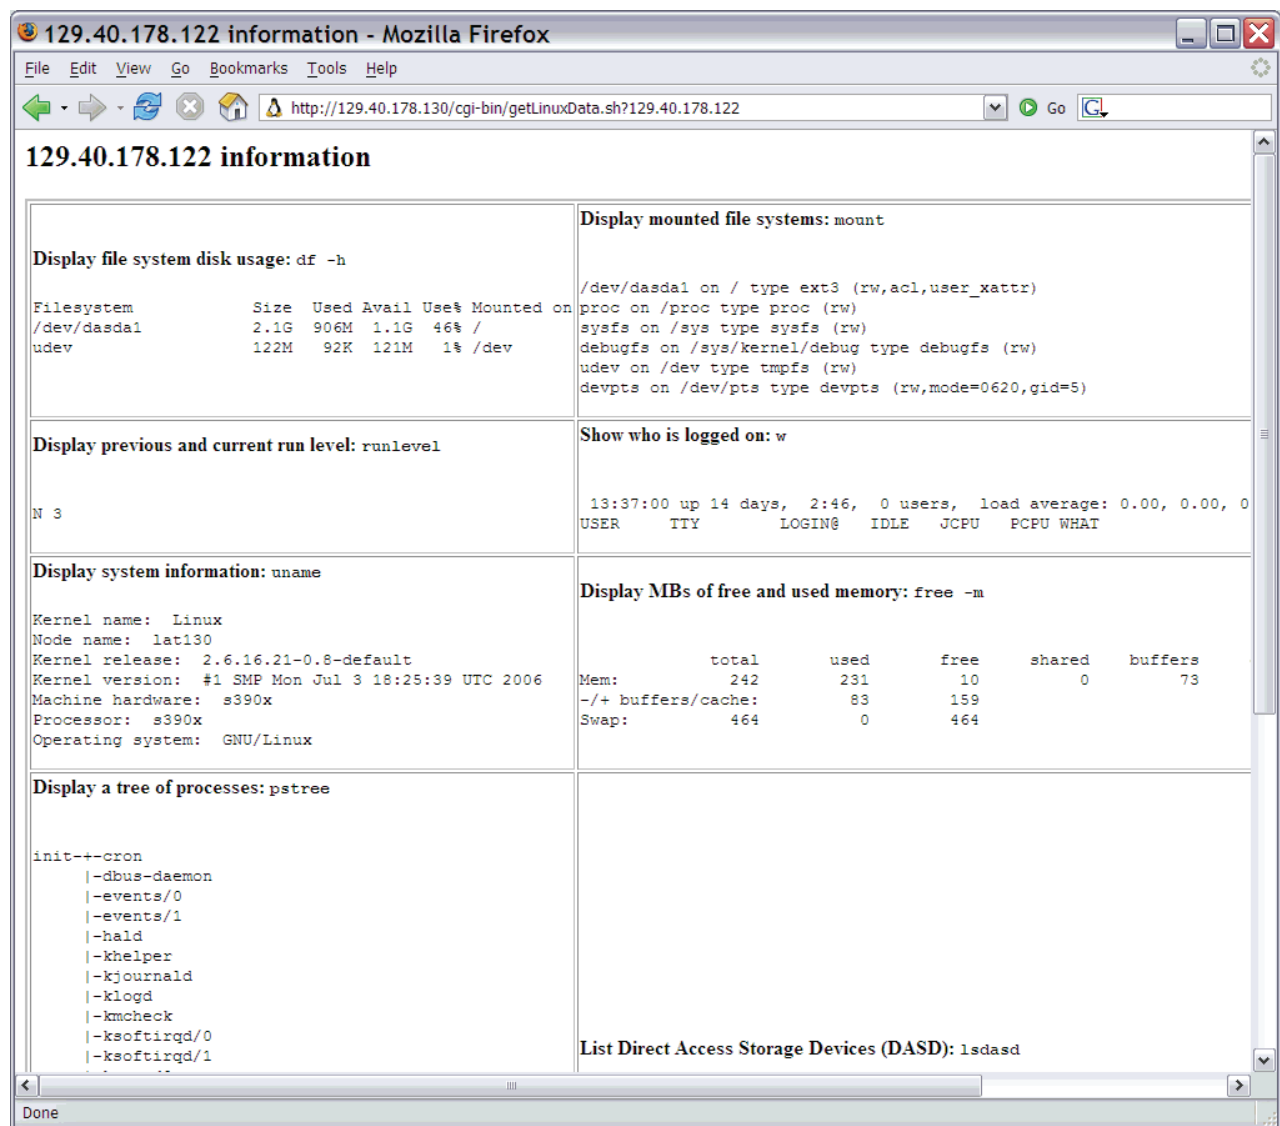 129.40.178.122 information - Mozilla Firefox
File Edit View Go Bookmarks Tools Help
http://129.40.178.130/cgi-bin/getLinuxData.sh?129.40.178.122 Go G
129.40.178.122 information
Display file system disk usage: df -h
Filesystem            Size  Used Avail Use% Mounted on
/dev/dasda1           2.1G  906M  1.1G  46% /
udev                  122M   92K  121M   1% /dev
Display mounted file systems: mount
/dev/dasda1 on / type ext3 (rw,acl,user_xattr)
proc on /proc type proc (rw)
sysfs on /sys type sysfs (rw)
debugfs on /sys/kernel/debug type debugfs (rw)
udev on /dev type tmpfs (rw)
devpts on /dev/pts type devpts (rw,mode=0620,gid=5)
Display previous and current run level: runlevel
N 3
Show who is logged on: w
13:37:00 up 14 days,  2:46,  0 users,  load average: 0.00, 0.00, 0
USER     TTY        LOGIN@   IDLE   JCPU   PCPU WHAT
Display system information: uname
Kernel name:  Linux
Node name:  lat130
Kernel release:  2.6.16.21-0.8-default
Kernel version:  #1 SMP Mon Jul 3 18:25:39 UTC 2006
Machine hardware:  s390x
Processor:  s390x
Operating system:  GNU/Linux
Display MBs of free and used memory: free -m
             total       used       free     shared    buffers
Mem:           242        231         10          0         73
-/+ buffers/cache:         83        159
Swap:          464          0        464
Display a tree of processes: pstree
init-+-cron
     |-dbus-daemon
     |-events/0
     |-events/1
     |-hald
     |-khelper
     |-kjournald
     |-klogd
     |-kmcheck
     |-ksoftirqd/0
     |-ksoftirqd/1
List Direct Access Storage Devices (DASD): lsdasd
Done